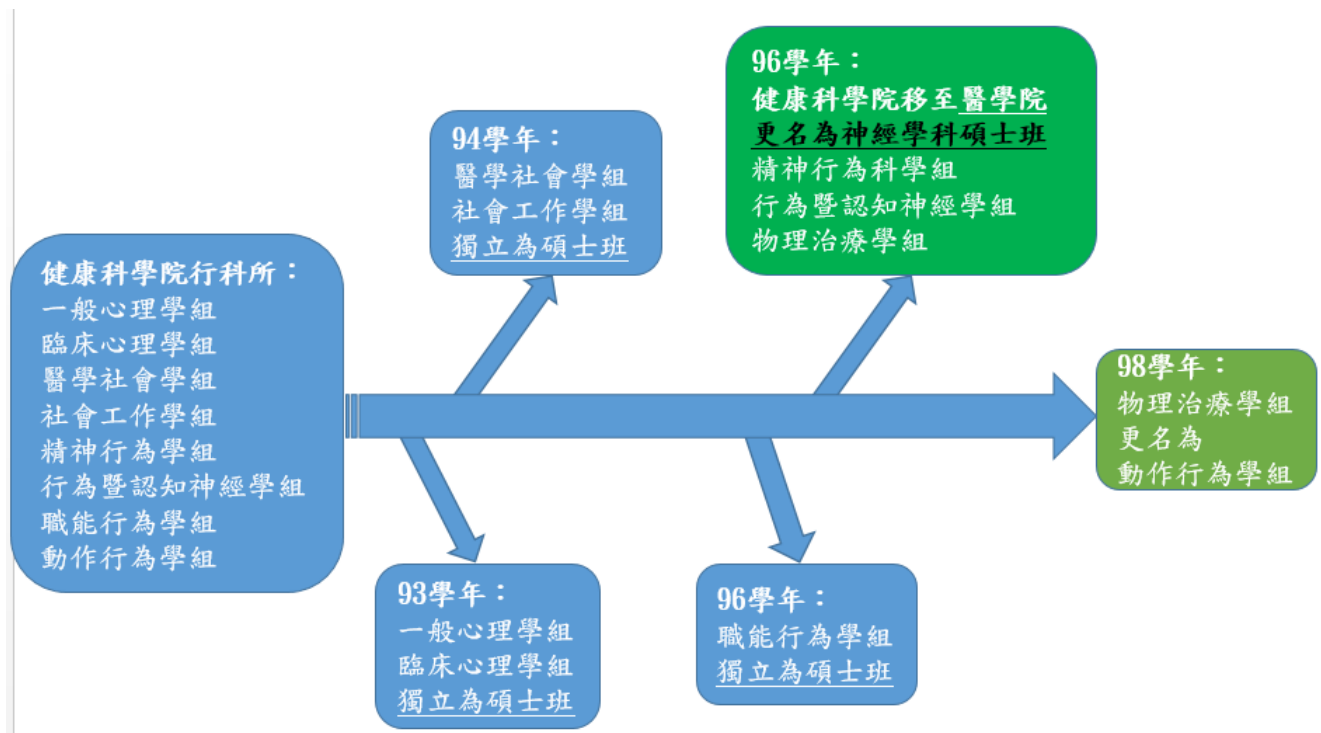 健康科學院行科所：
一般心理學組
臨床心理學組
醫學社會學組
社會工作學組
精神行為學組
行為暨認知神經學組
職能行為學組
動作行為學組
93學年：
一般心理學組
臨床心理學組
獨立為碩士班
94學年：
醫學社會學組
社會工作學組
獨立為碩士班
96學年：
健康科學院移至醫學院
更名為神經學科碩士班
精神行為科學組
行為暨認知神經學組
物理治療學組
96學年：
職能行為學組
獨立為碩士班
98學年：
物理治療學組
更名為
動作行為學組